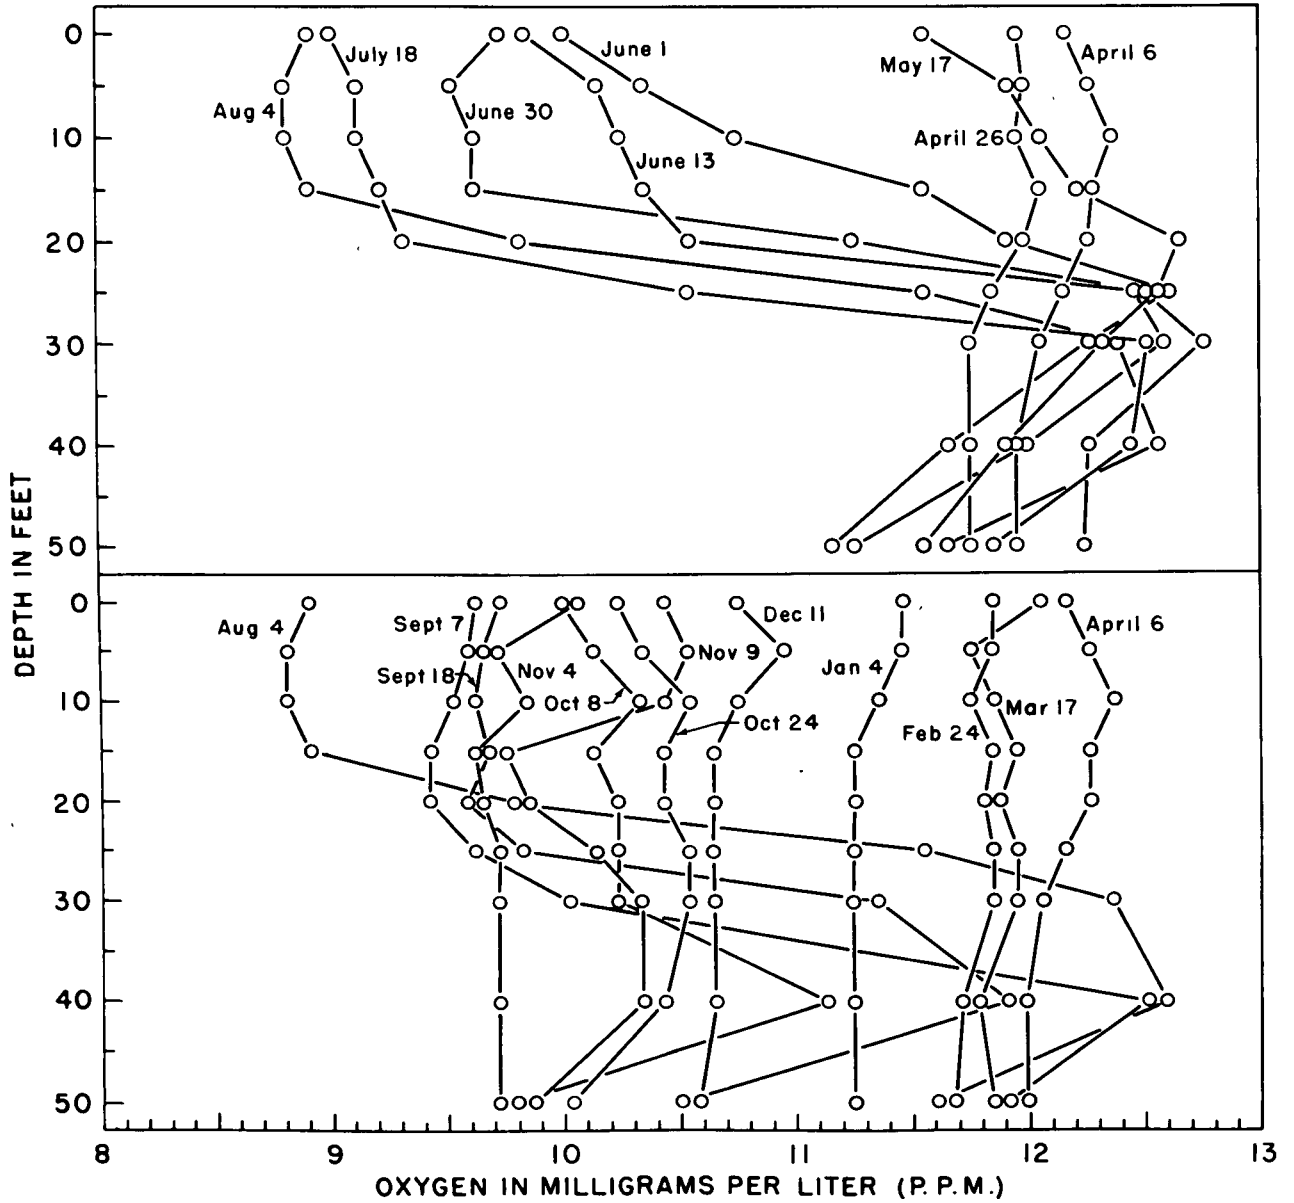 0
10
20
30
40
50
July 18
June 1
May 17
April 6
Aug 4
June 30
April 26
June 13
DEPTH IN FEET
0
10
20
30
40
50
Aug 4
Sept 7
Dec 11
April 6
Nov 9
Sept 18
Nov 4
Jan 4
Oct 8
Oct 24
Mar 17
Feb 24
8 9 10 11 12 13
OXYGEN IN MILLIGRAMS PER LITER (P.P.M.)